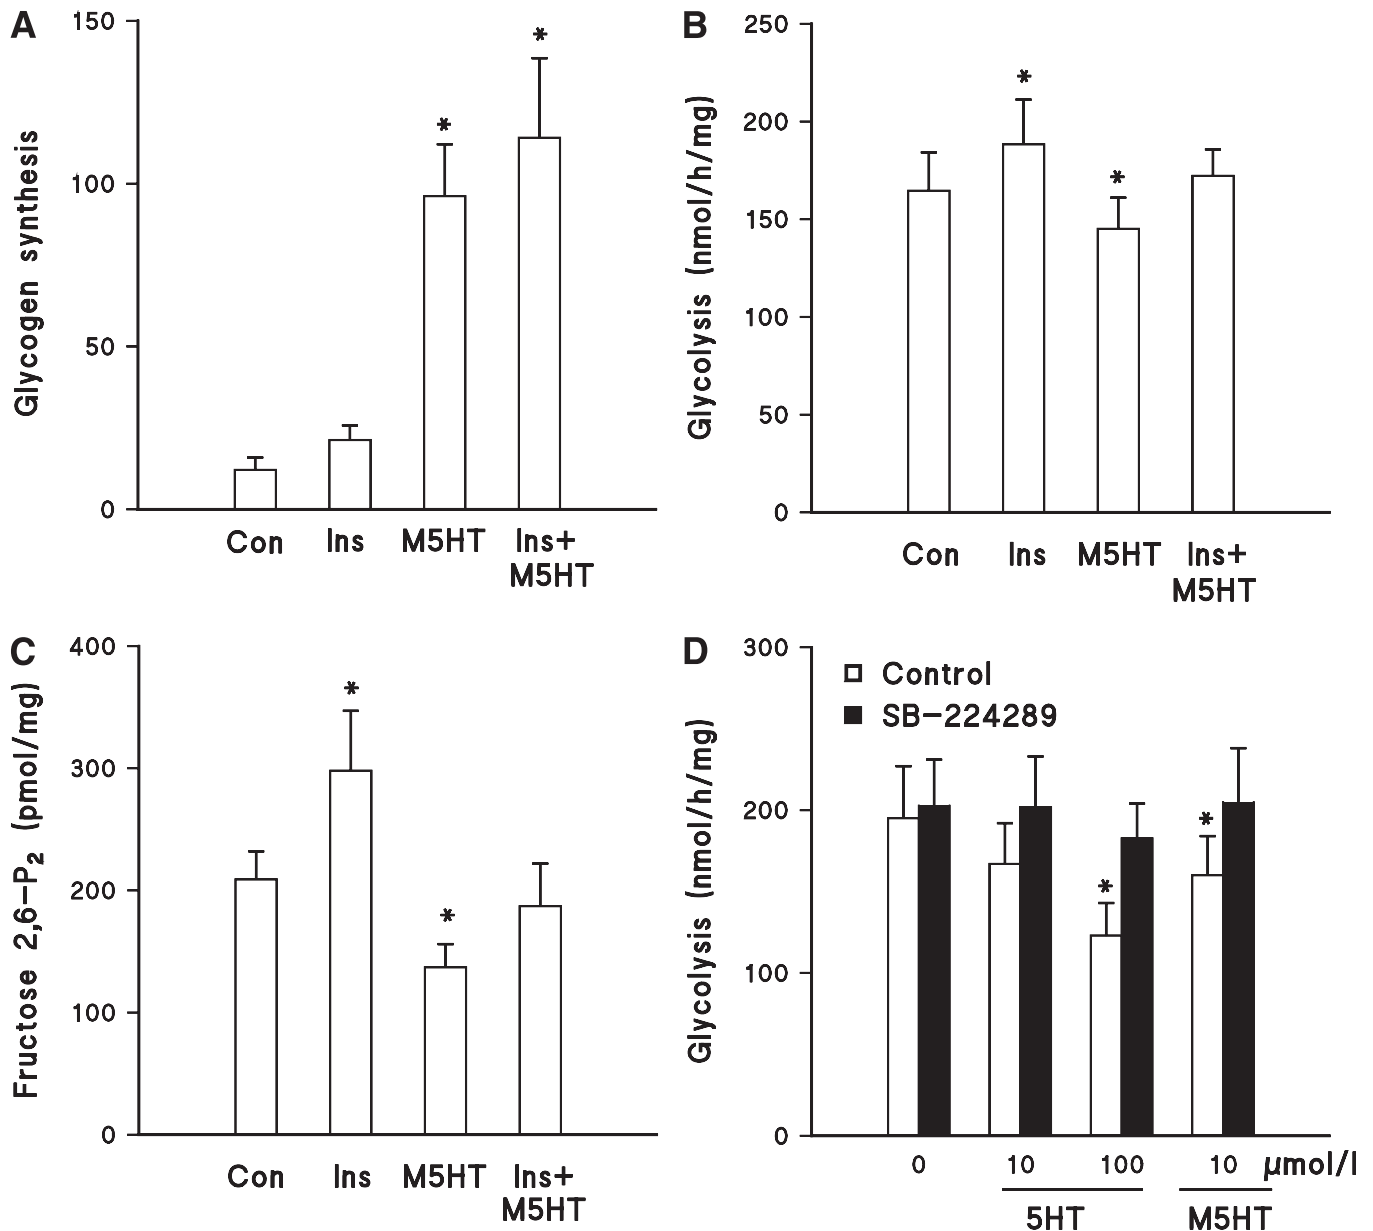 A
150
100
50
0
Glycogen synthesis
*
*
Con Ins M5HT Ins+
M5HT
B
250
200
150
100
50
0
Glycolysis (nmol/h/mg)
*
*
Con Ins M5HT Ins+
M5HT
C
400
300
200
100
0
Fructose 2,6-P2 (pmol/mg)
*
*
Con Ins M5HT Ins+
M5HT
D
300
200
100
0
Glycolysis (nmol/h/mg)
Control
SB-224289
*
*
0 10 100 10 μmol/l
5HT M5HT